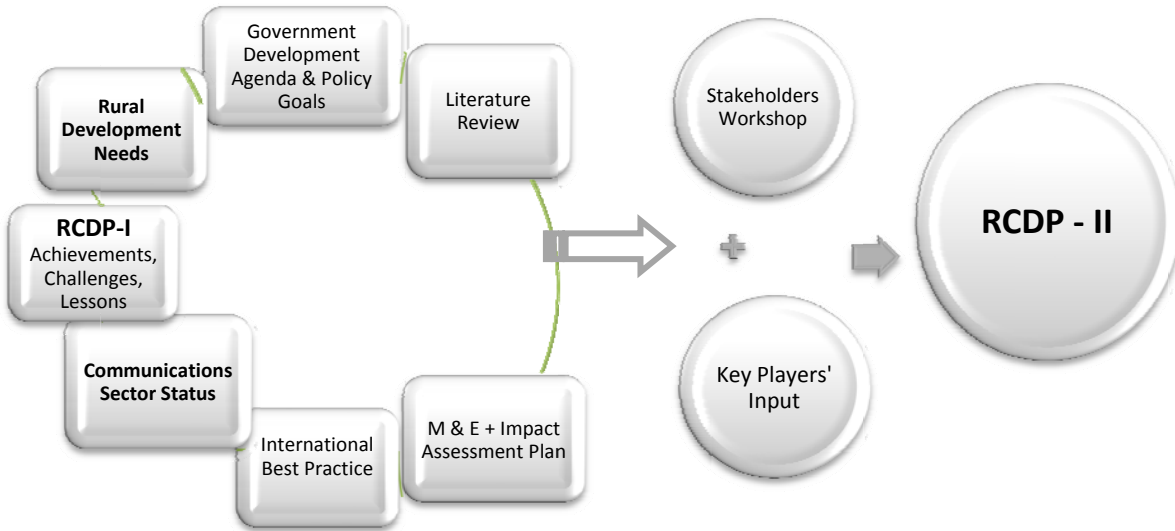 Government
Development
Agenda & Policy
Goals
Literature
Review
Rural
Development
Needs
RCDP-I
Achievements,
Challenges,
Lessons
Communications
Sector Status
International
Best Practice
M & E + Impact
Assessment Plan
Stakeholders
Workshop
+
Key Players'
Input
RCDP - II